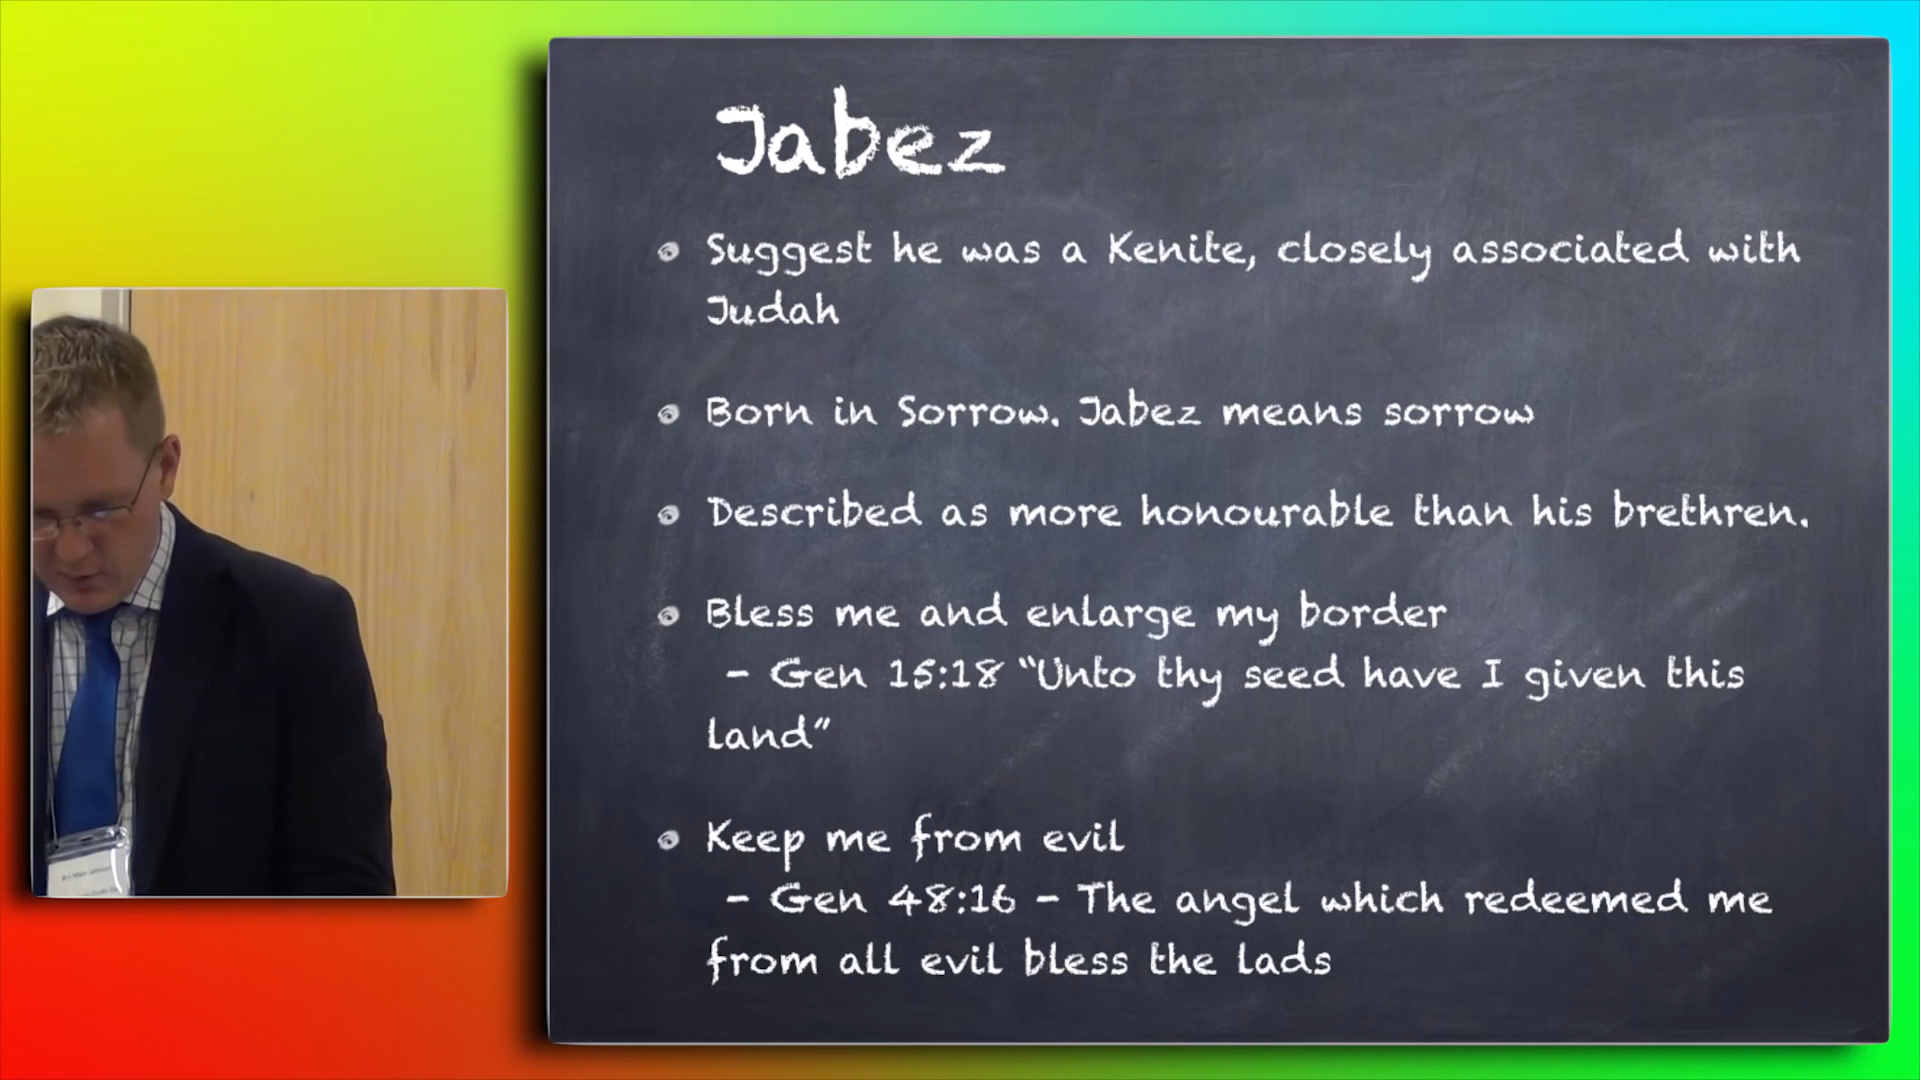 Jabez
Suggest he was a Kenite, closely associated with
Judah
Born in Sorrow. Jabez means sorrow
Described as more honourable than his brethren.
Bless me and enlarge my border
- Gen 15:18 "Unto thy seed have I given this
land"
Keep me from evil
- Gen 48:16 - The angel which redeemed me
from all evil bless the lads